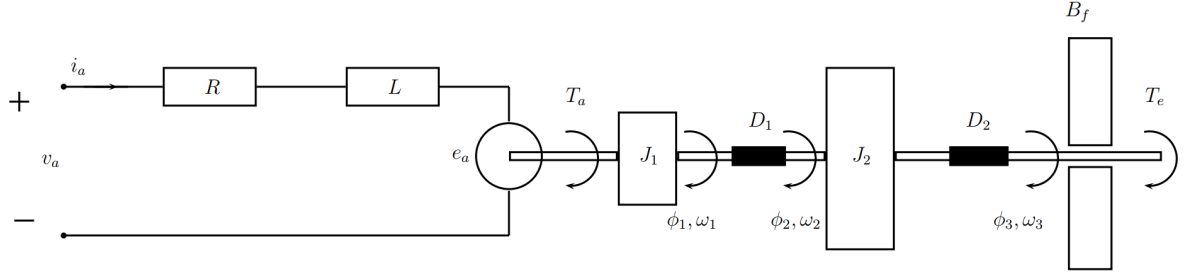 B_f
i_a
+
R
L
T_a
T_e
D_1
D_2
v_a
e_a
J_1
J_2
−
ϕ_1, ω_1
ϕ_2, ω_2
ϕ_3, ω_3